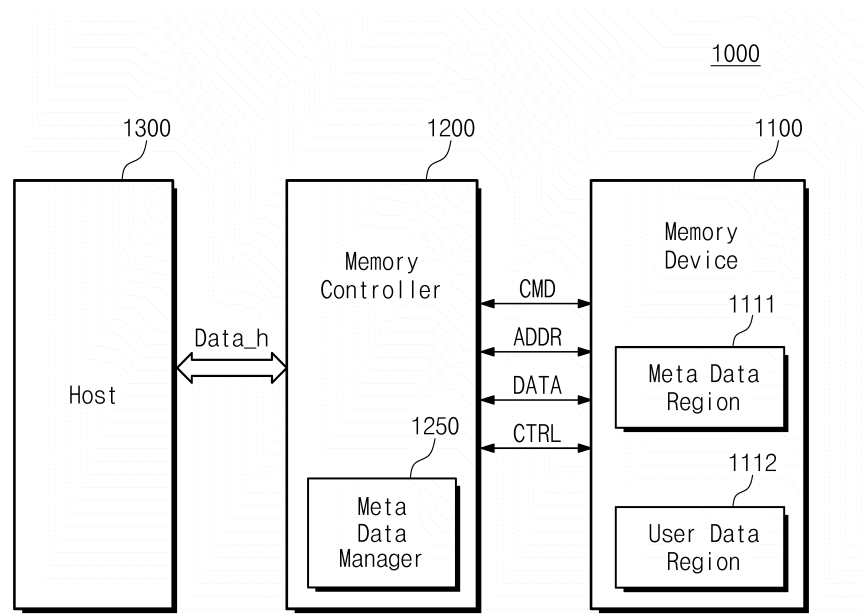 1000
1300
1200
1100
Host
Data_h
Memory
Controller
1250
Meta
Data
Manager
CMD
ADDR
DATA
CTRL
Memory
Device
1111
Meta Data
Region
1112
User Data
Region